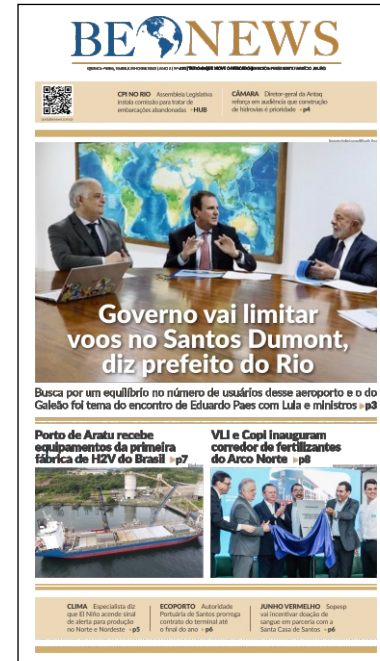 BE NEWS
CPI NO RIO Assembleia Legislativa
instala comissão para tratar de
embarcações abandonadas ▸HUB
CÂMARA Diretor-geral da Antaq
reforça em audiência que construção
de hidrovias é prioridade ▸p4
Governo vai limitar
voos no Santos Dumont,
diz prefeito do Rio
Busca por um equilíbrio no número de usuários desse aeroporto e o do
Galeão foi tema do encontro de Eduardo Paes com Lula e ministros ▸p3
Porto de Aratu recebe
equipamentos da primeira
fábrica de H2V do Brasil ▸p7
VLI e Copi inauguram
corredor de fertilizantes
do Arco Norte ▸p8
CLIMA Especialista diz
que El Niño acende sinal
de alerta para produção
no Norte e Nordeste ▸p5
ECOPORTO Autoridade
Portuária de Santos prorroga
contrato do terminal até
o final do ano ▸p6
JUNHO VERMELHO Sopesp
vai incentivar doação de
sangue em parceria com a
Santa Casa de Santos ▸p6